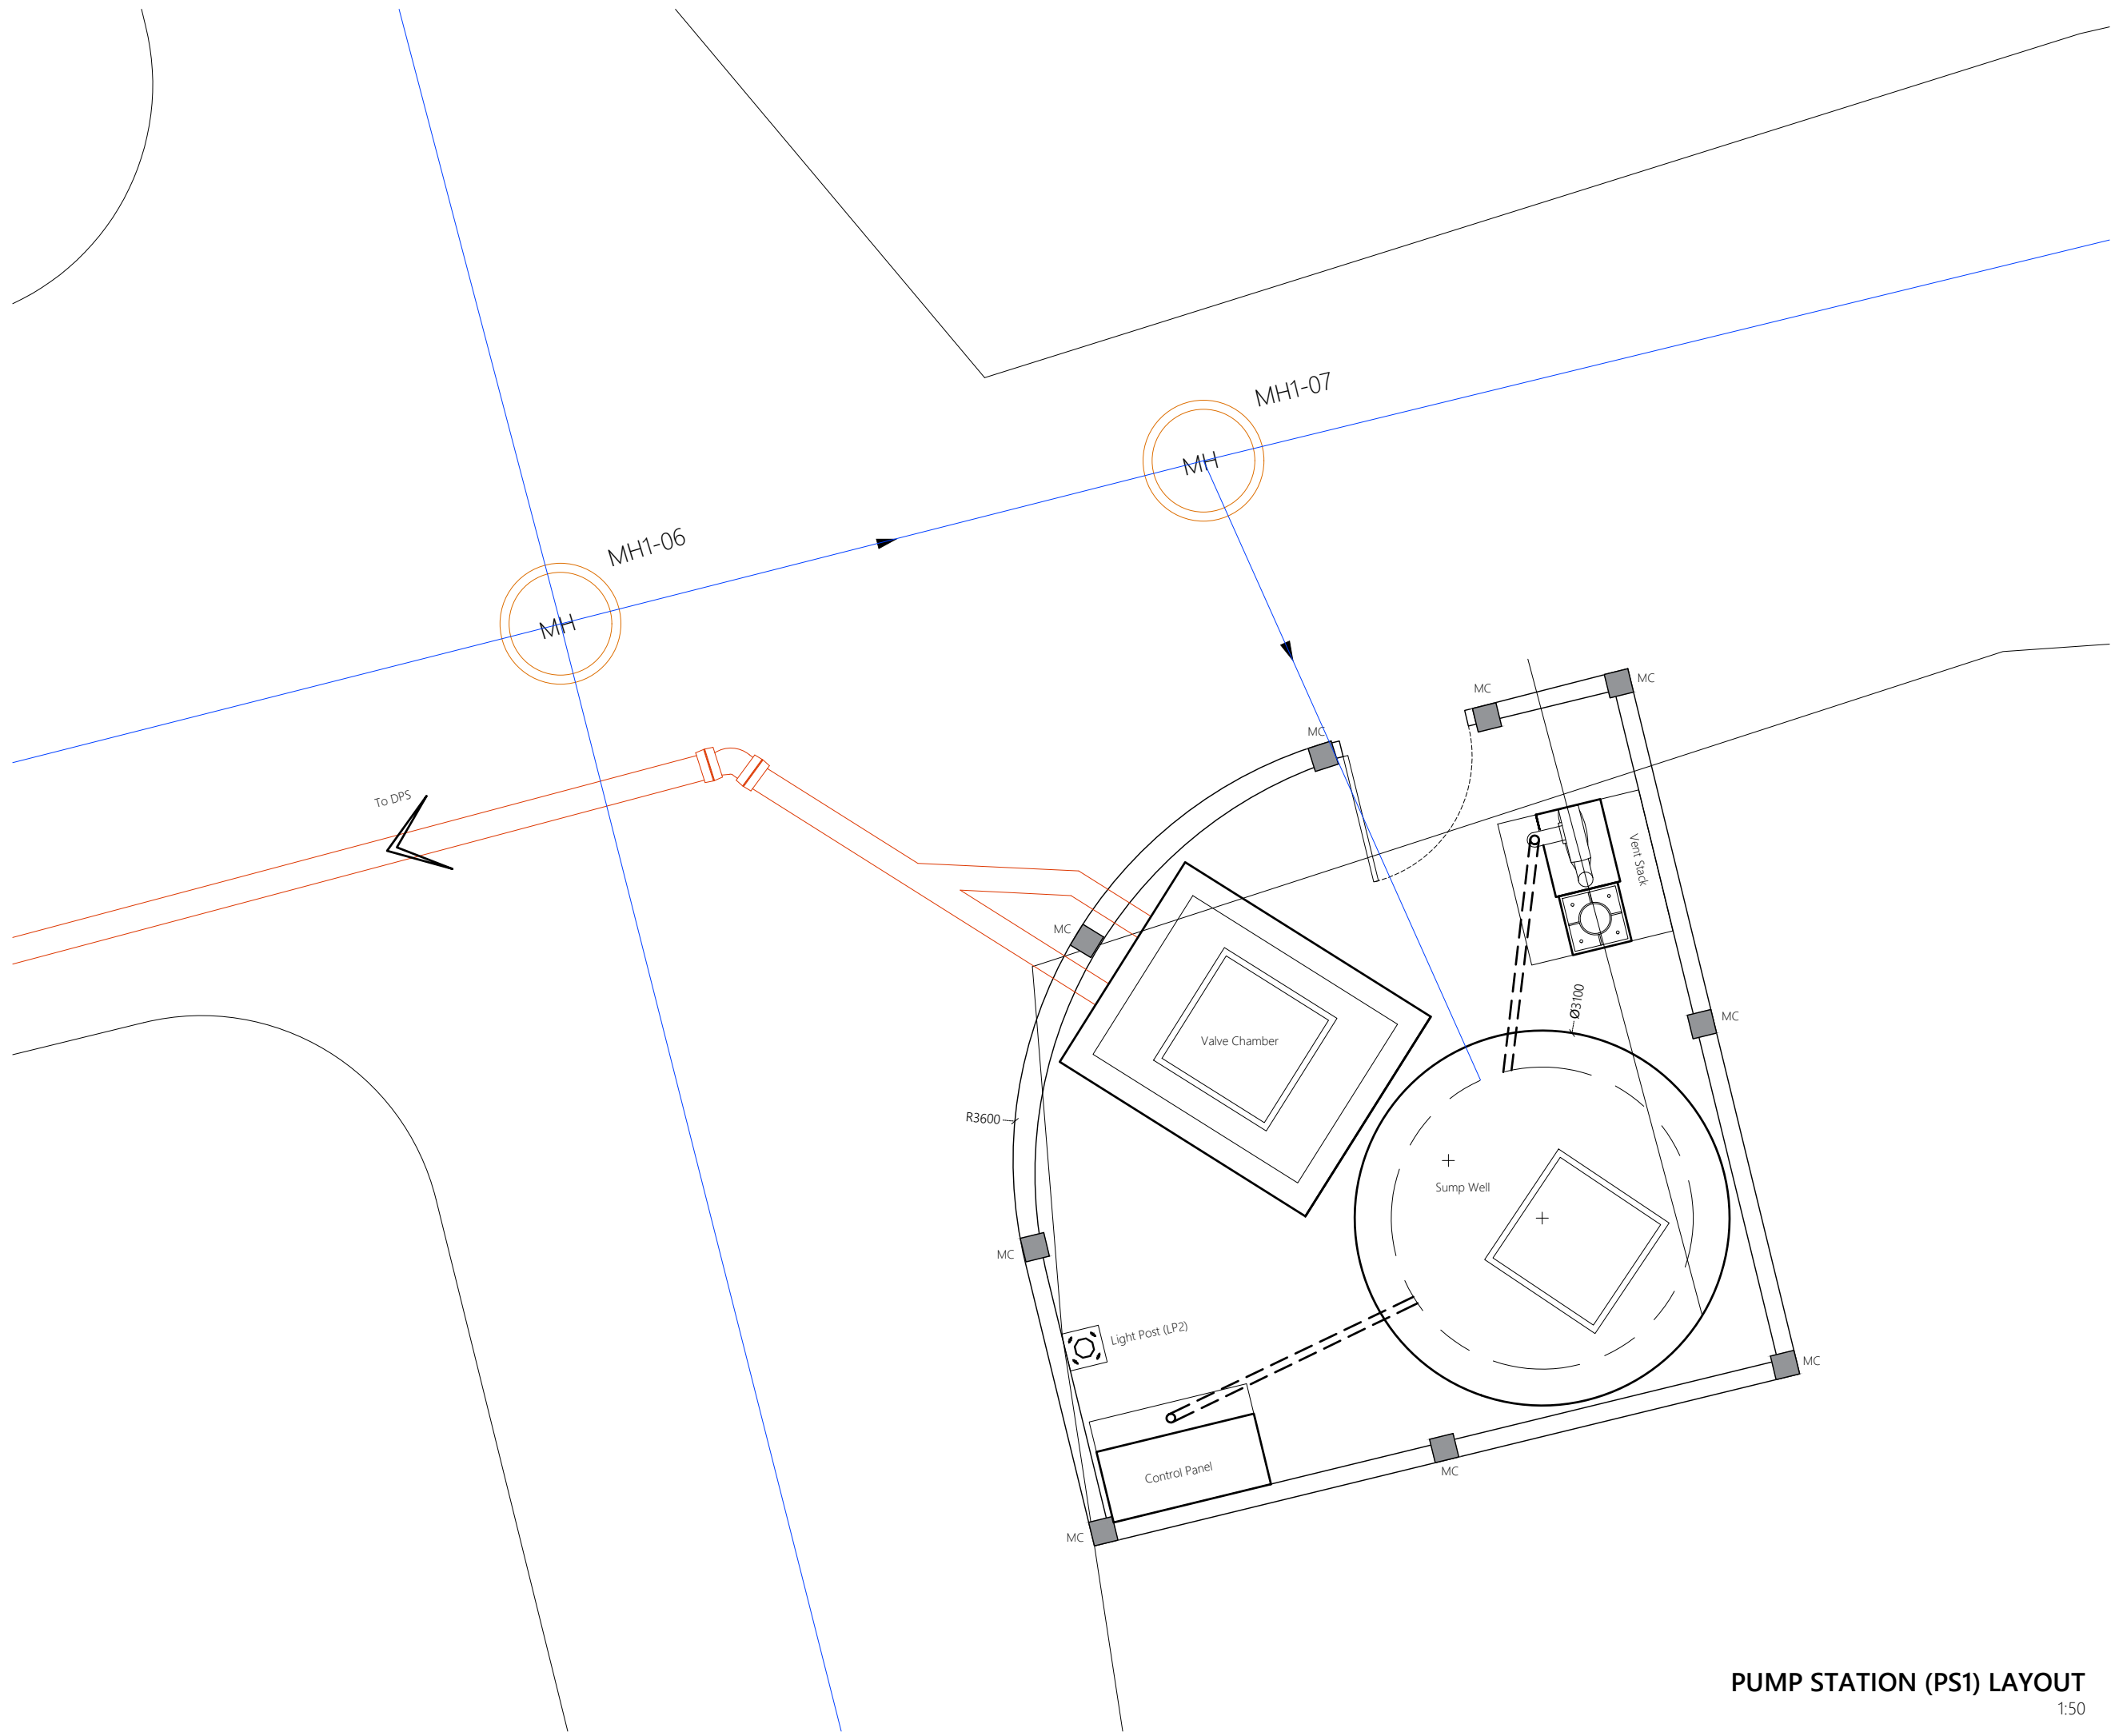 MH1-07
MH
MH1-06
MH
MC
MC
MC
To DPS
Vent Stack
MC
Ø3100
MC
Valve Chamber
R3600
Sump Well
MC
Light Post (LP2)
MC
Control Panel
MC
MC
PUMP STATION (PS1) LAYOUT
1:50